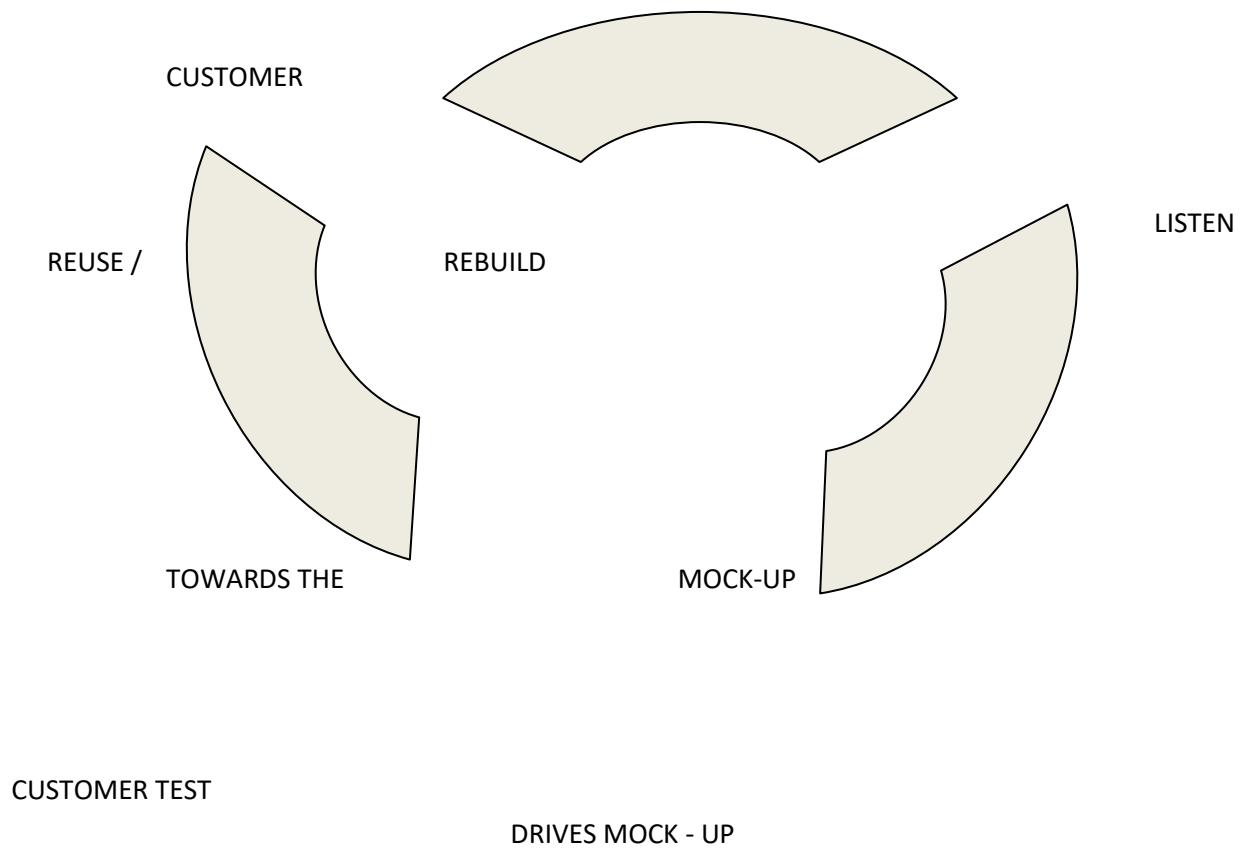 CUSTOMER
LISTEN
REUSE / REBUILD
TOWARDS THE MOCK-UP
CUSTOMER TEST
DRIVES MOCK - UP